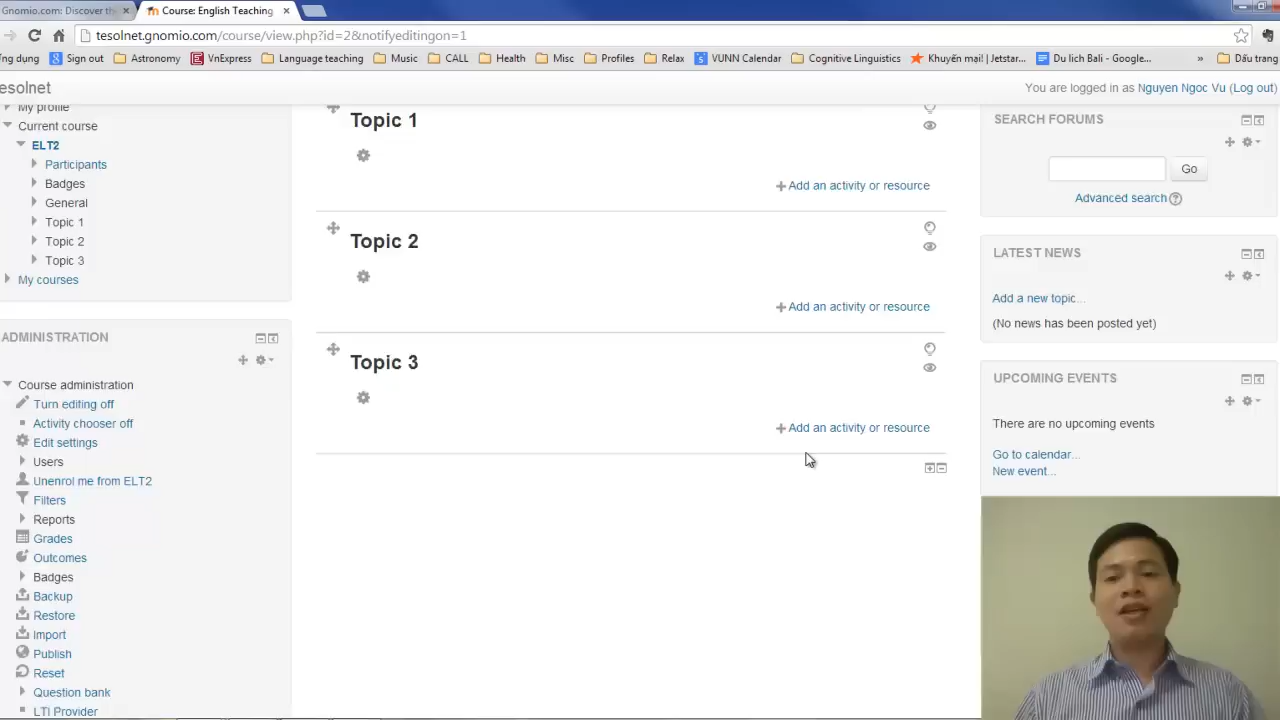 Gnomio.com: Discover th
Course: English Teaching
tesolnet.gnomio.com/course/view.php?id=2&notifyeditingon=1
ng dung
Sign out
Astronomy
VnExpress
Language teaching
Music
CALL
Health
Misc
Profiles
Relax
VUNN Calendar
Cognitive Linguistics
Khuyến mại! | Jetstar...
Du lich Bali - Google...
»
Dấu trang
esolnet
You are logged in as Nguyen Ngoc Vu (Log out)
My profile
Current course
ELT2
Participants
Badges
General
Topic 1
Topic 2
Topic 3
My courses
ADMINISTRATION
Course administration
Turn editing off
Activity chooser off
Edit settings
Users
Unenrol me from ELT2
Filters
Reports
Grades
Outcomes
Badges
Backup
Restore
Import
Publish
Reset
Question bank
LTI Provider
Topic 1
Add an activity or resource
Topic 2
Add an activity or resource
Topic 3
Add an activity or resource
SEARCH FORUMS
Go
Advanced search
LATEST NEWS
Add a new topic...
(No news has been posted yet)
UPCOMING EVENTS
There are no upcoming events
Go to calendar...
New event...